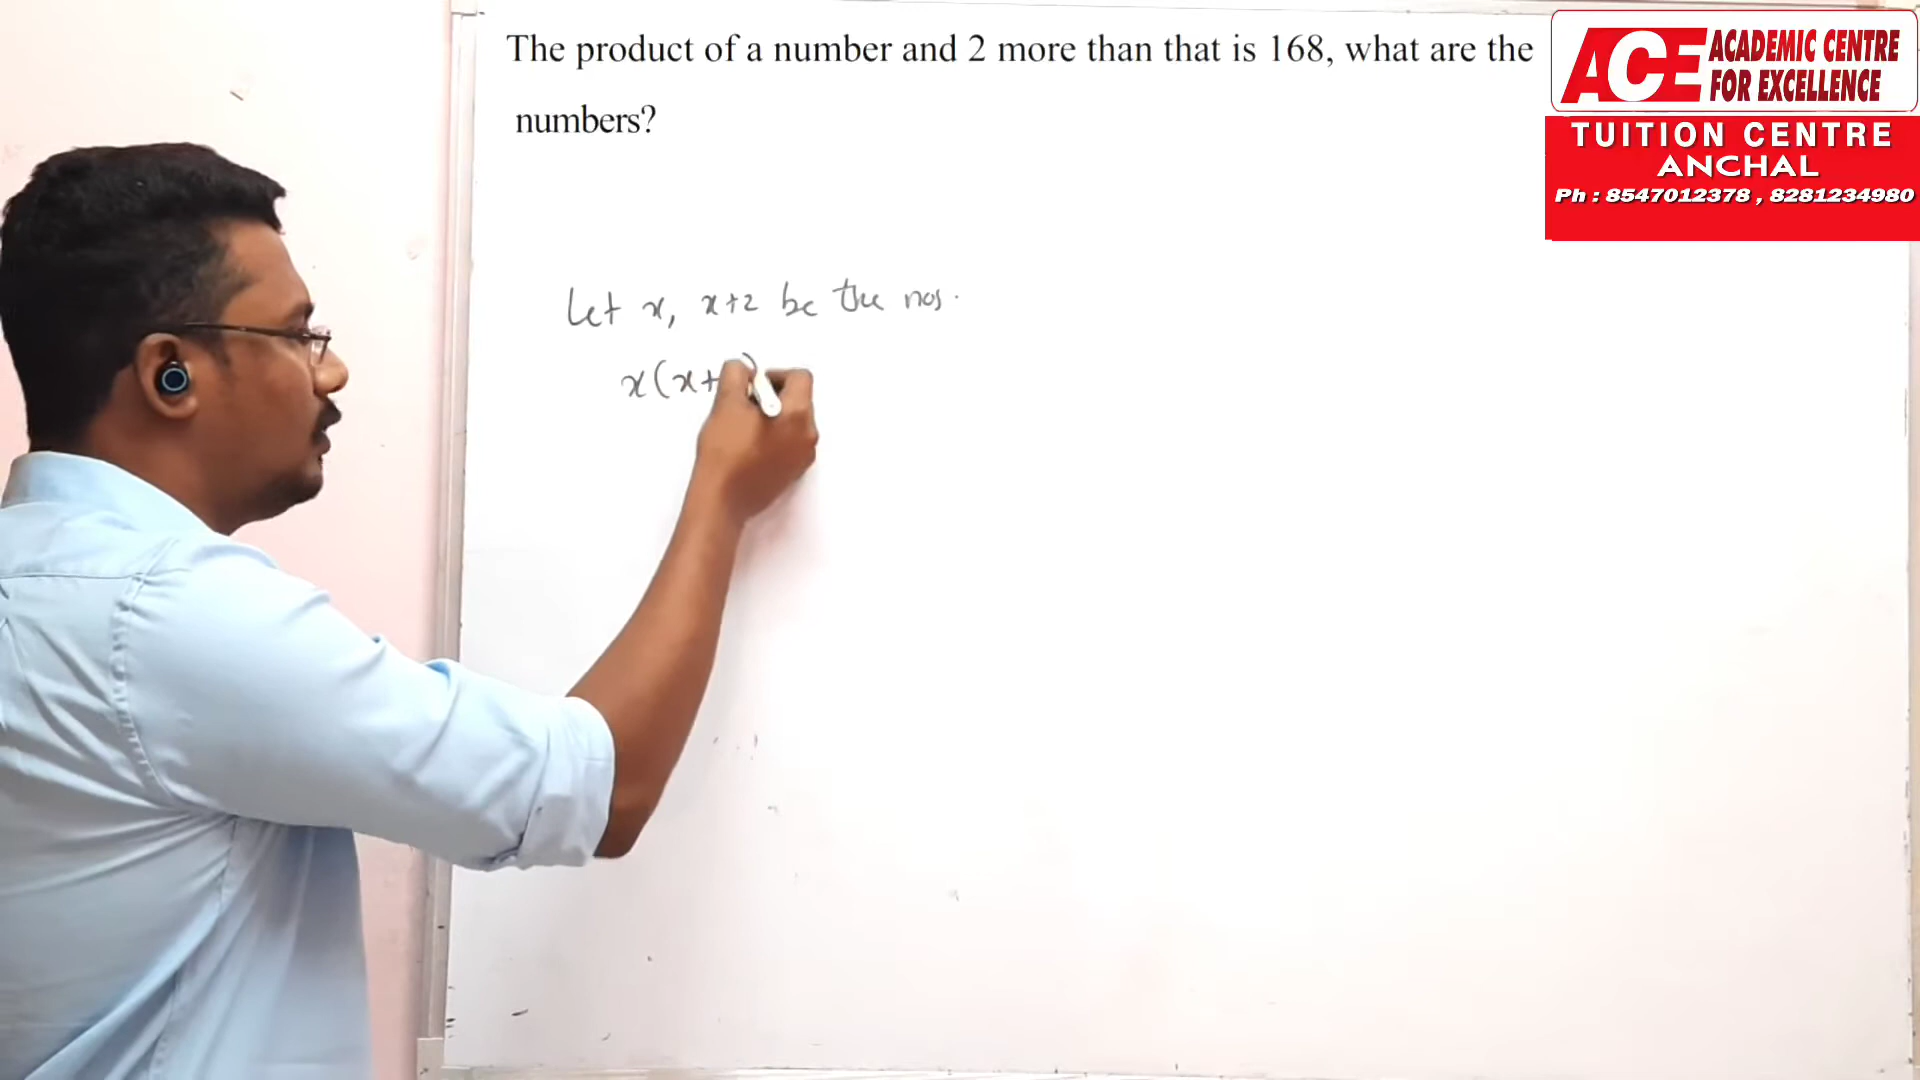 The product of a number and 2 more than that is 168, what are the
numbers?
ACE ACADEMIC CENTRE
FOR EXCELLENCE
TUITION CENTRE
ANCHAL
Ph : 8547012378 , 8281234980
Let x, x+2 be the nos.
x(x+ )